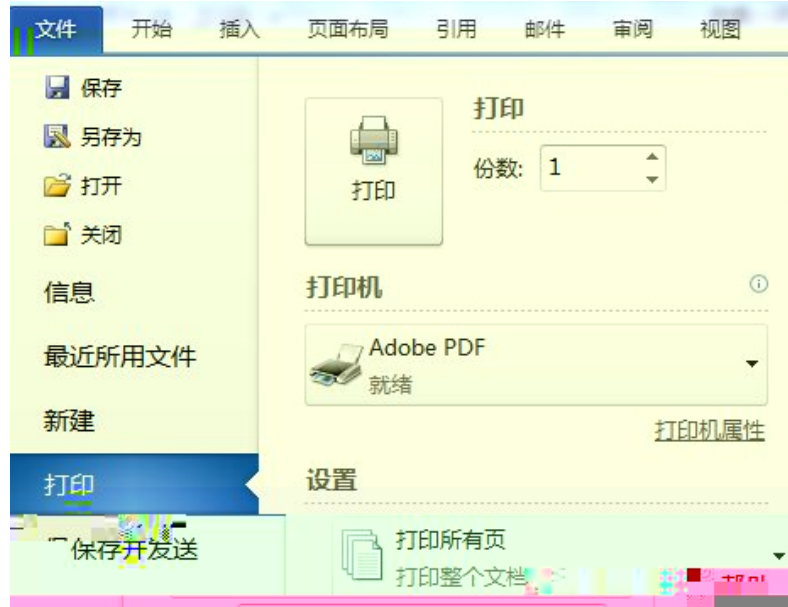 文件 开始 插入 页面布局 引用 邮件 审阅 视图
保存
另存为
打开
关闭
信息
最近所用文件
新建
打印
保存并发送
打印
打印
份数: 1
打印机
Adobe PDF
就绪
打印机属性
设置
打印所有页
打印整个文档